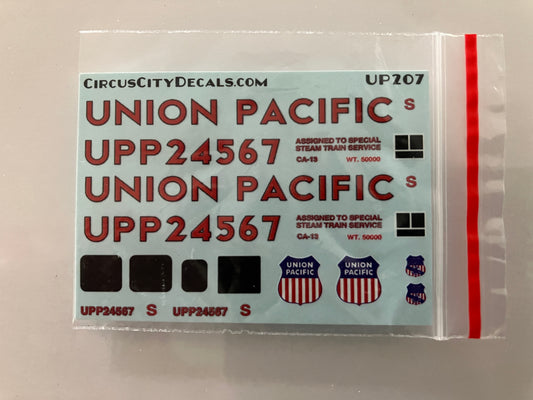 CircusCityDecals.com UP207
UNION PACIFIC S
UPP24567 ASSIGNED TO SPECIAL
STEAM TRAIN SERVICE
CA-13 WT. 50000
UNION PACIFIC S
UPP24567 ASSIGNED TO SPECIAL
STEAM TRAIN SERVICE
CA-13 WT. 50000
UNION
PACIFIC
UNION
PACIFIC
UPP24567 S UPP24567 S